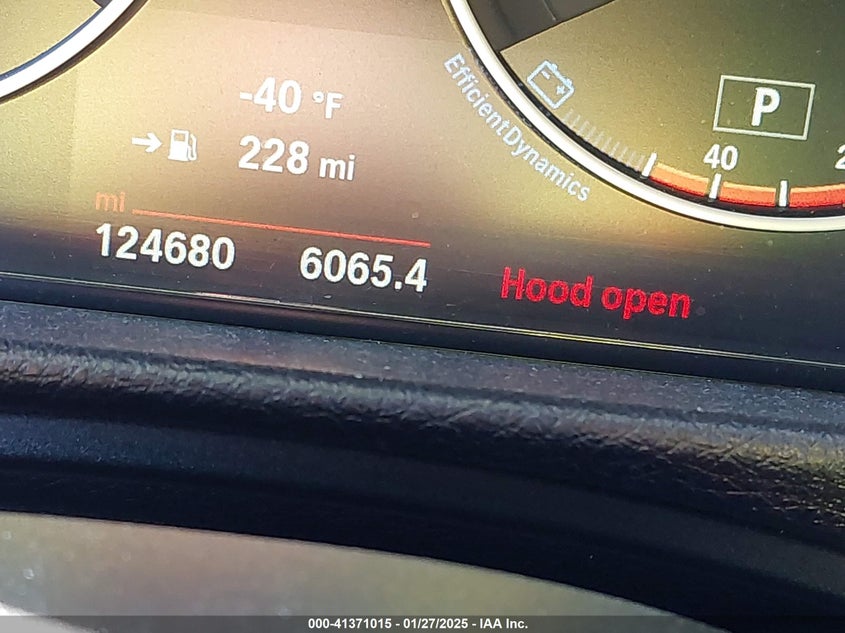 -40 °F
228 mi
mi
124680
6065.4
EfficientDynamics
P
40
Hood open
000-41371015 - 01/27/2025 - IAA Inc.